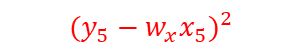 (y₅ − wₓx₅)²